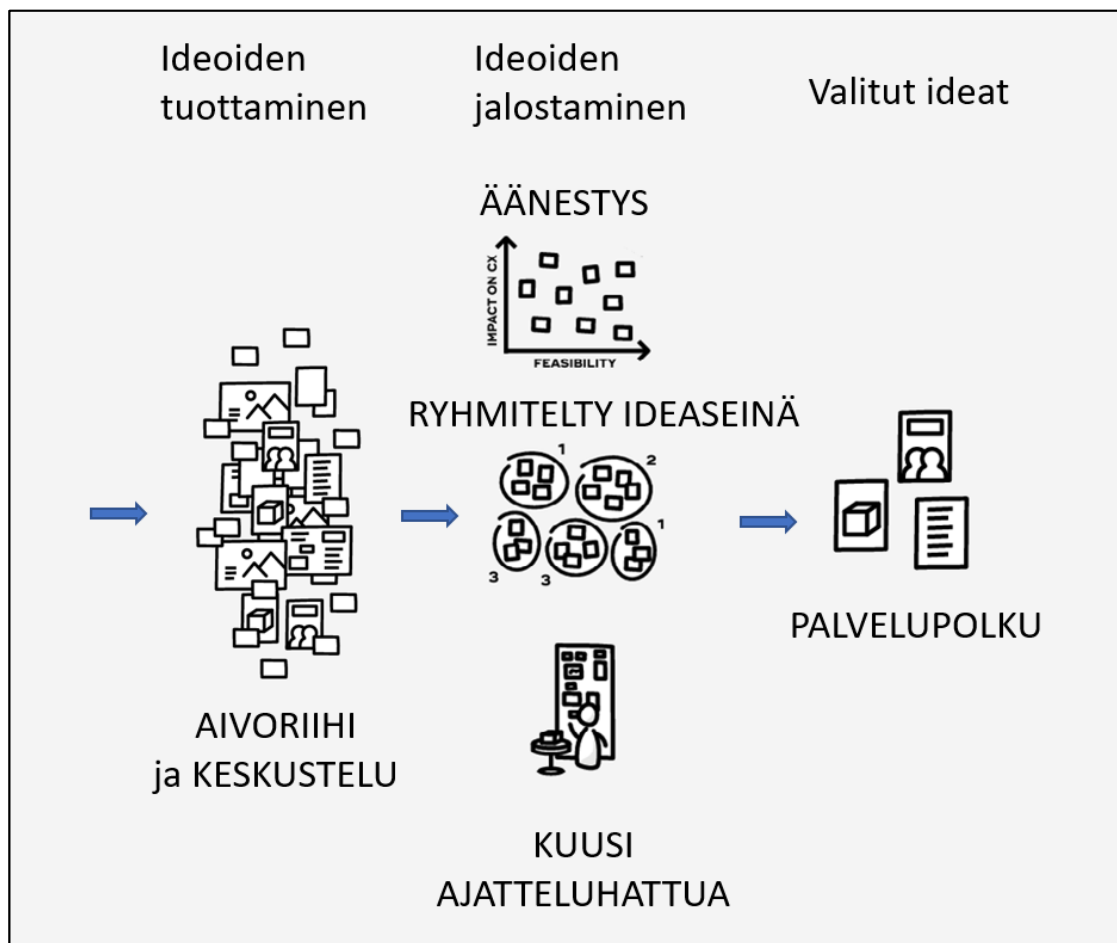 Ideoiden
tuottaminen
Ideoiden
jalostaminen
Valitut ideat
ÄÄNESTYS
IMPACT ON CX
FEASIBILITY
RYHMITELTY IDEASEINÄ
1
2
3
3
1
AIVORIIHI
ja KESKUSTELU
KUUSI
AJATTELUHATTUA
PALVELUPOLKU